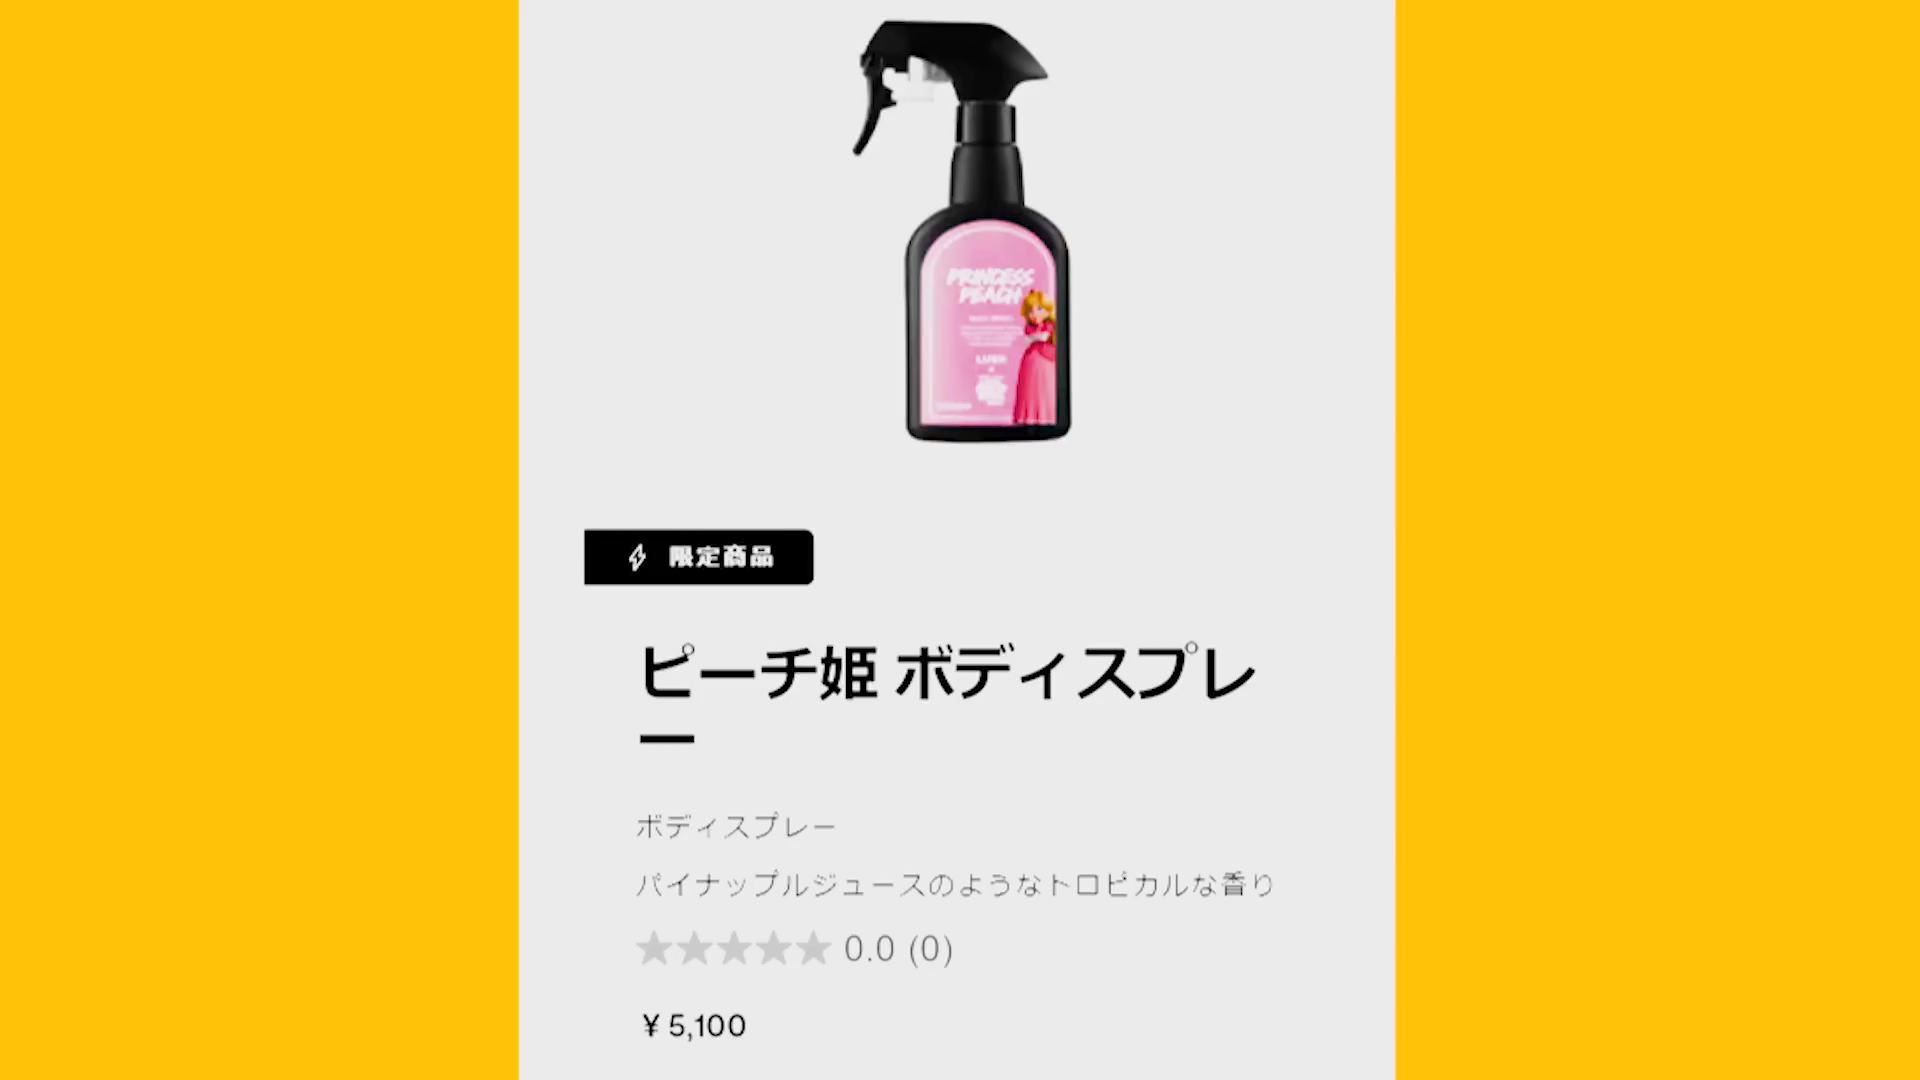 PRINCESS
PEACH
LUSH
限定商品
ピーチ姫 ボディスプレ
ー
ボディスプレー
パイナップルジュースのようなトロピカルな香り
0.0 (0)
¥ 5,100